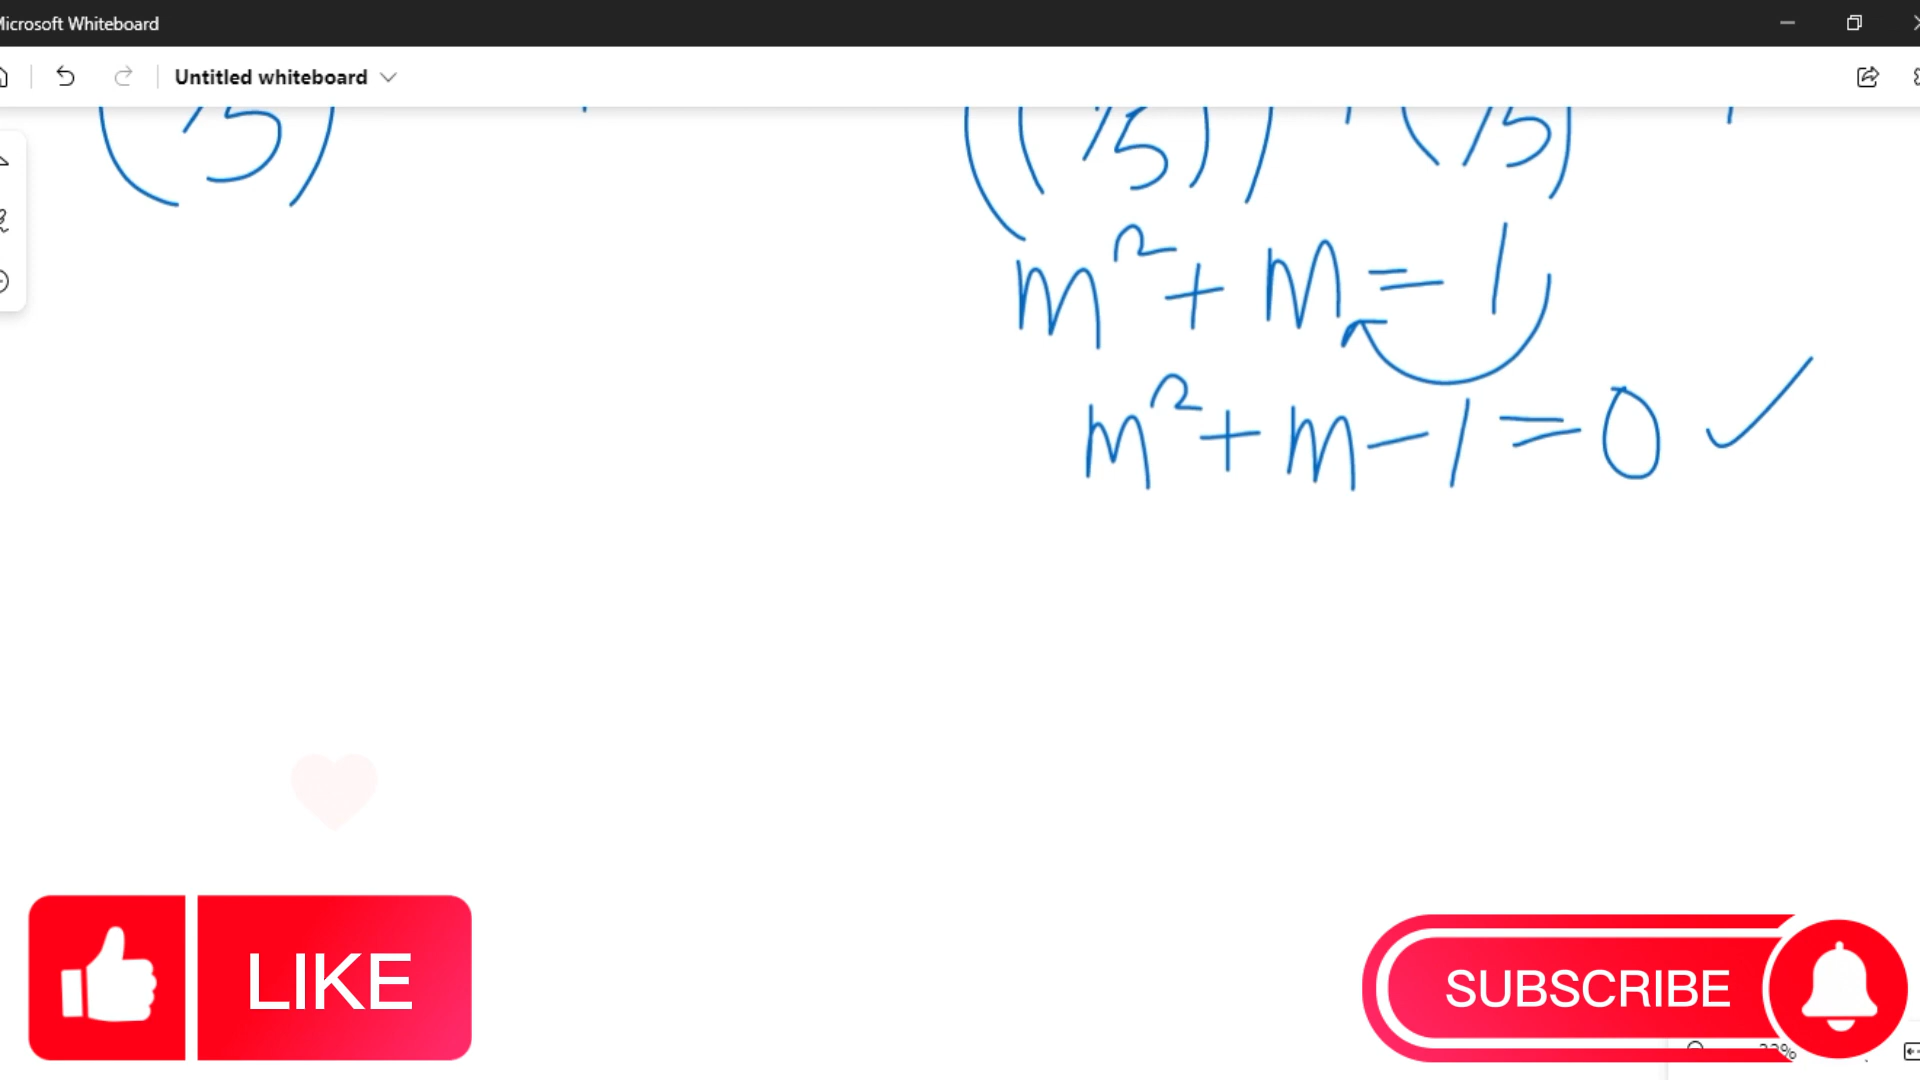 Microsoft Whiteboard
Untitled whiteboard
m² + m = 1
m² + m - 1 = 0 ✓
LIKE
SUBSCRIBE